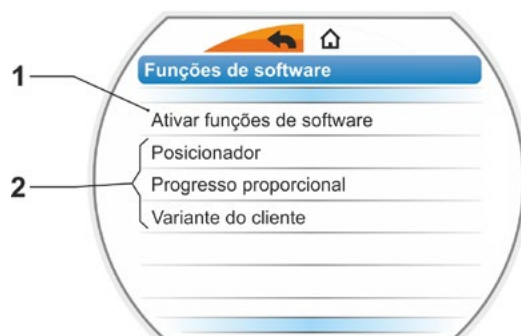 Funções de software
1
Ativar funções de software
2
Posicionador
Progresso proporcional
Variante do cliente